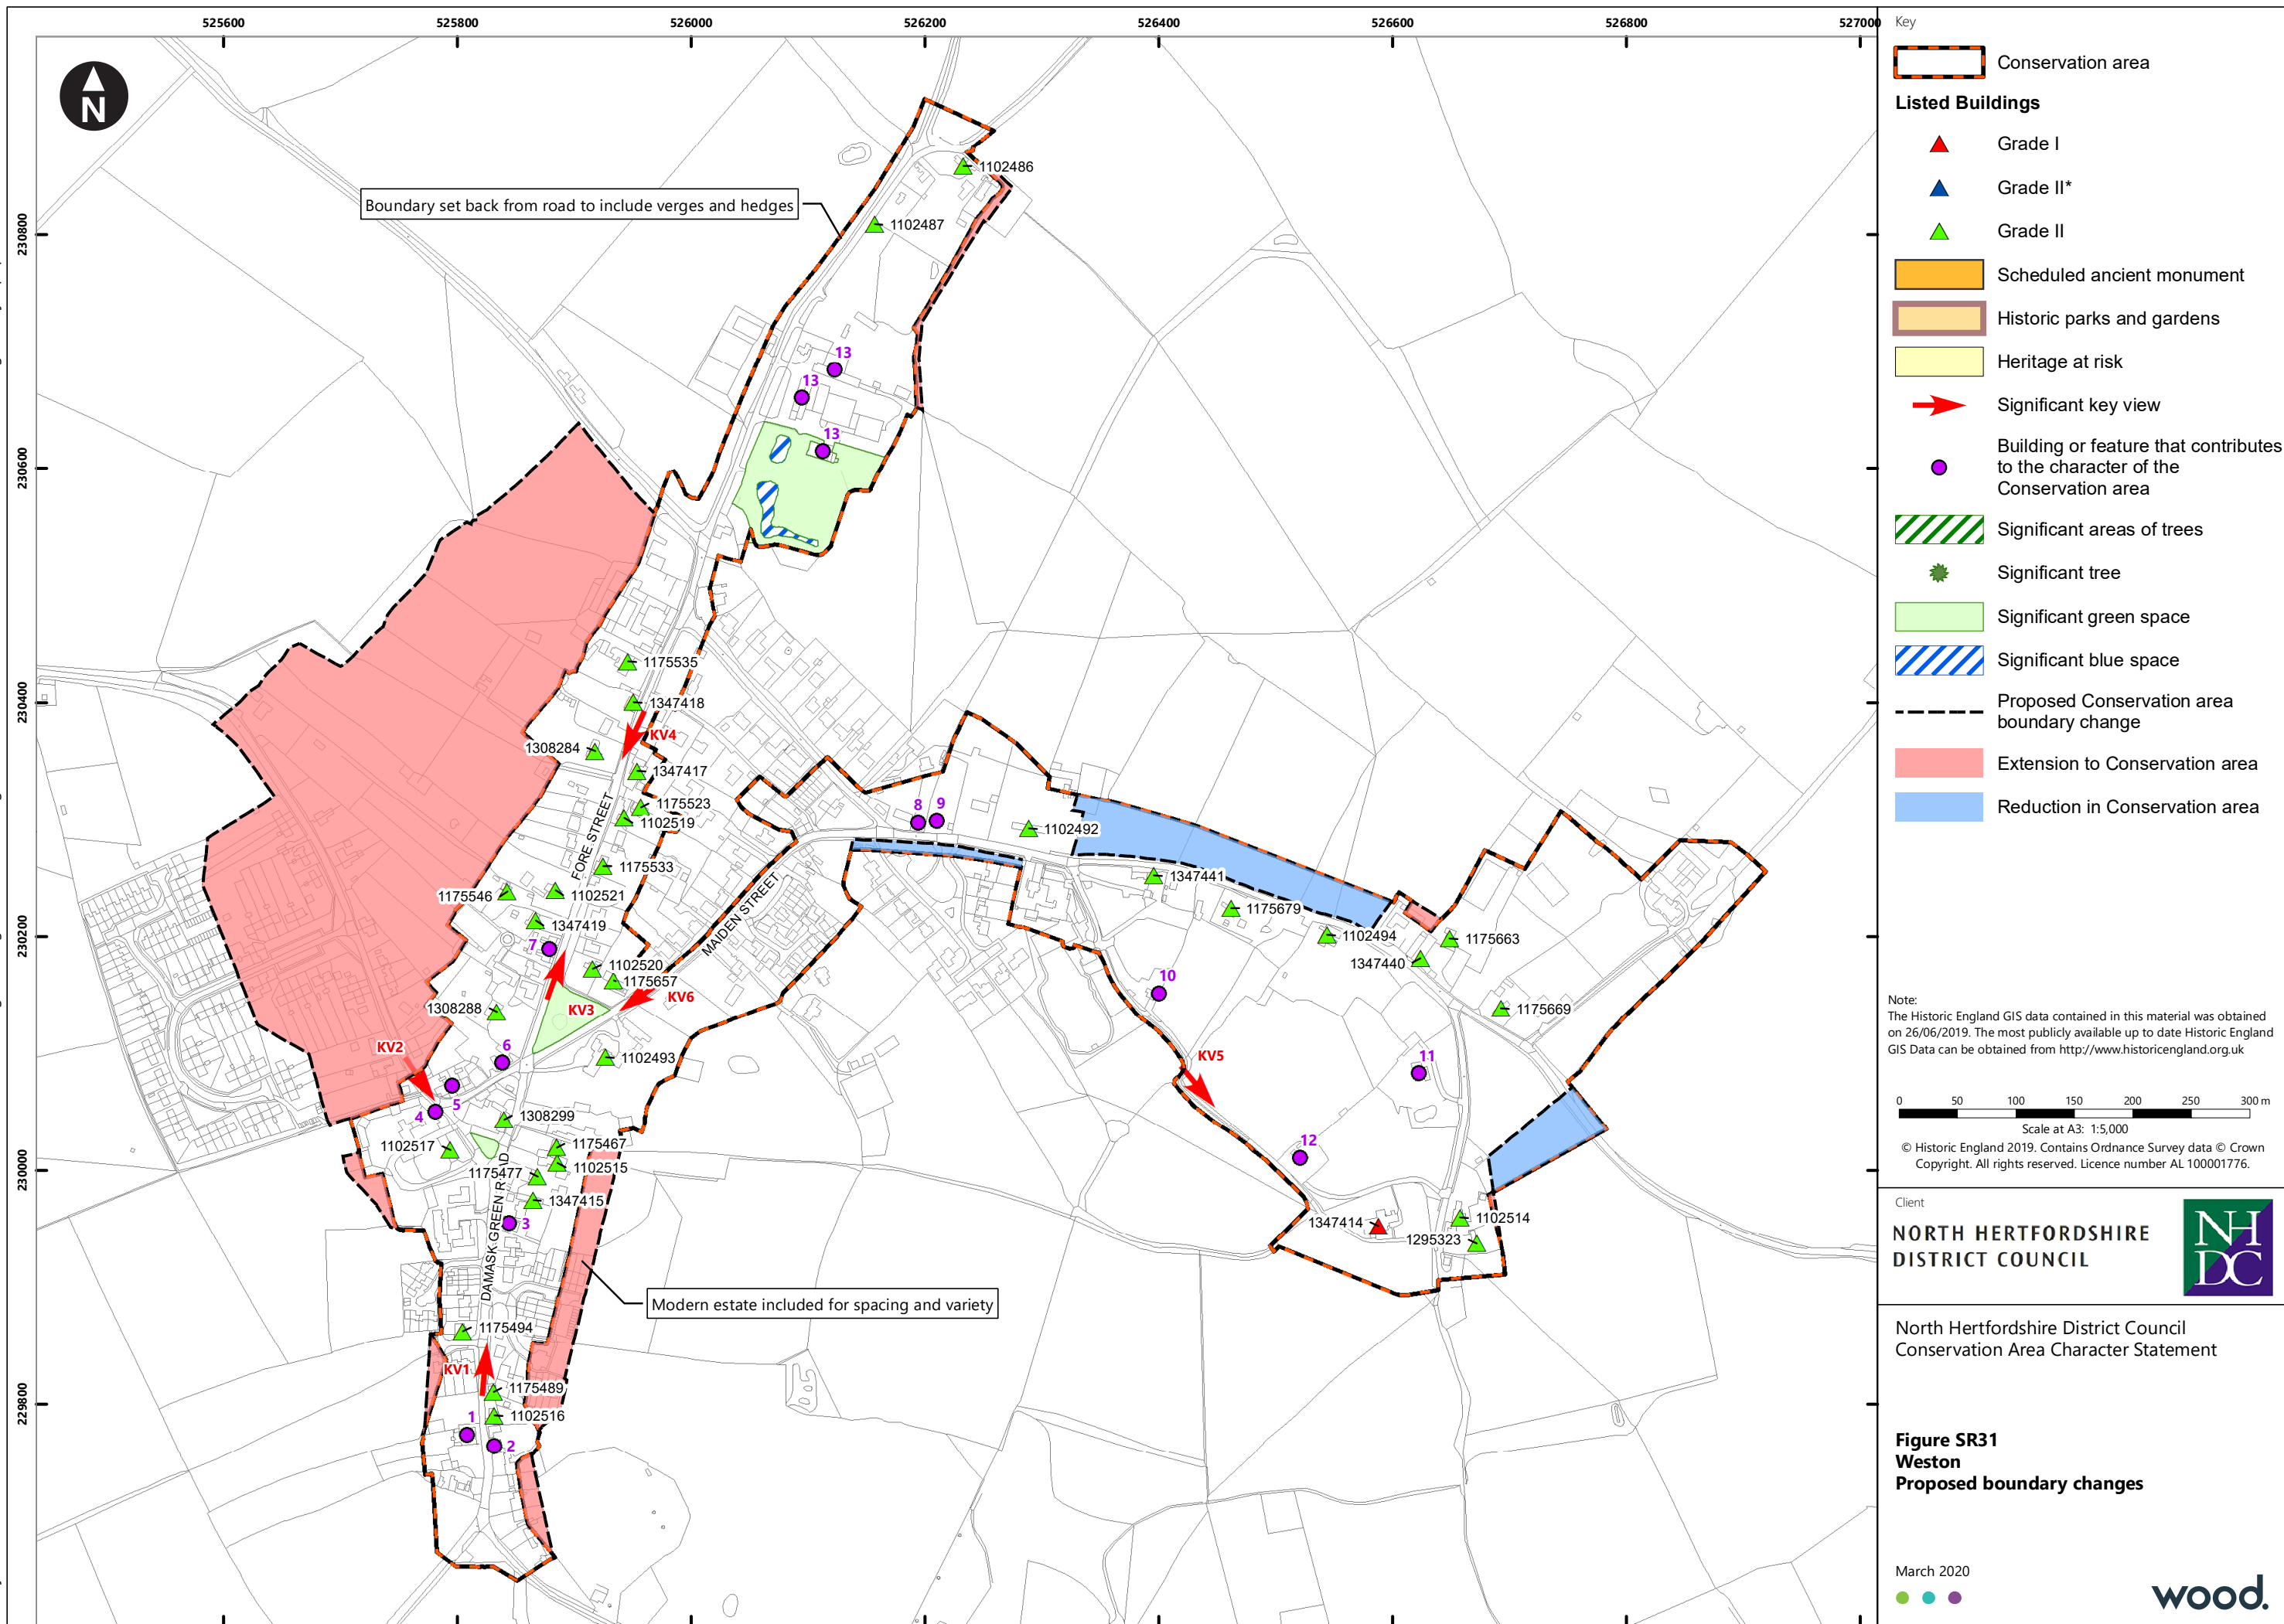 525600
525800
526000
526200
526400
526600
526800
527000
230800
230600
230400
230200
230000
229800
N
Boundary set back from road to include verges and hedges
1102486
1102487
13
13
13
1175535
1347418
KV4
1308284
1347417
1175523
1102519
FORE STREET
1175533
1175546
1102521
1347419
7
1102520
1175657
KV6
KV3
MAIDEN STREET
1308288
1102493
KV2
6
5
4
1308299
1102517
1175467
1102515
1175477
1347415
3
DAMASK GREEN ROAD
Modern estate included for spacing and variety
1175494
KV1
1175489
1102516
1
2
8
9
1102492
1347441
1175679
1102494
1347440
1175663
1175669
10
KV5
11
12
1347414
1102514
1295323
Key
Conservation area
Listed Buildings
Grade I
Grade II*
Grade II
Scheduled ancient monument
Historic parks and gardens
Heritage at risk
Significant key view
Building or feature that contributes
to the character of the
Conservation area
Significant areas of trees
Significant tree
Significant green space
Significant blue space
Proposed Conservation area
boundary change
Extension to Conservation area
Reduction in Conservation area
Note:
The Historic England GIS data contained in this material was obtained
on 26/06/2019. The most publicly available up to date Historic England
GIS Data can be obtained from http://www.historicengland.org.uk
0 50 100 150 200 250 300 m
Scale at A3: 1:5,000
© Historic England 2019. Contains Ordnance Survey data © Crown
Copyright. All rights reserved. Licence number AL 100001776.
Client
NORTH HERTFORDSHIRE
DISTRICT COUNCIL
NH
DC
North Hertfordshire District Council
Conservation Area Character Statement
Figure SR31
Weston
Proposed boundary changes
March 2020
wood.